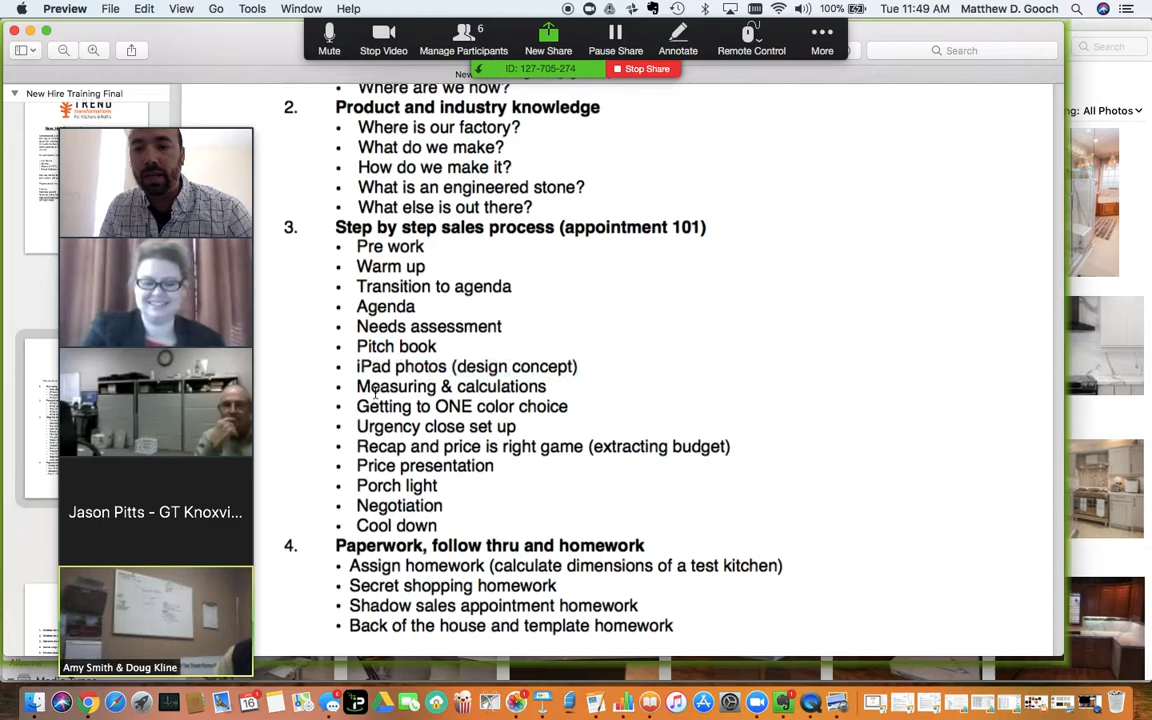 Preview File Edit View Go Tools Window Help
100% Tue 11:49 AM Matthew D. Gooch
Mute Stop Video Manage Participants 6 New Share Pause Share Annotate Remote Control More
ID: 127-705-274 Stop Share
Search
Search
New
New Hire Training Final
TREND
transformations
All Photos
Where are we now?
2. Product and industry knowledge
• Where is our factory?
• What do we make?
• How do we make it?
• What is an engineered stone?
• What else is out there?
3. Step by step sales process (appointment 101)
• Pre work
• Warm up
• Transition to agenda
• Agenda
• Needs assessment
• Pitch book
• iPad photos (design concept)
• Measuring & calculations
• Getting to ONE color choice
• Urgency close set up
• Recap and price is right game (extracting budget)
• Price presentation
• Porch light
• Negotiation
• Cool down
4. Paperwork, follow thru and homework
• Assign homework (calculate dimensions of a test kitchen)
• Secret shopping homework
• Shadow sales appointment homework
• Back of the house and template homework
Jason Pitts - GT Knoxvi...
Amy Smith & Doug Kline